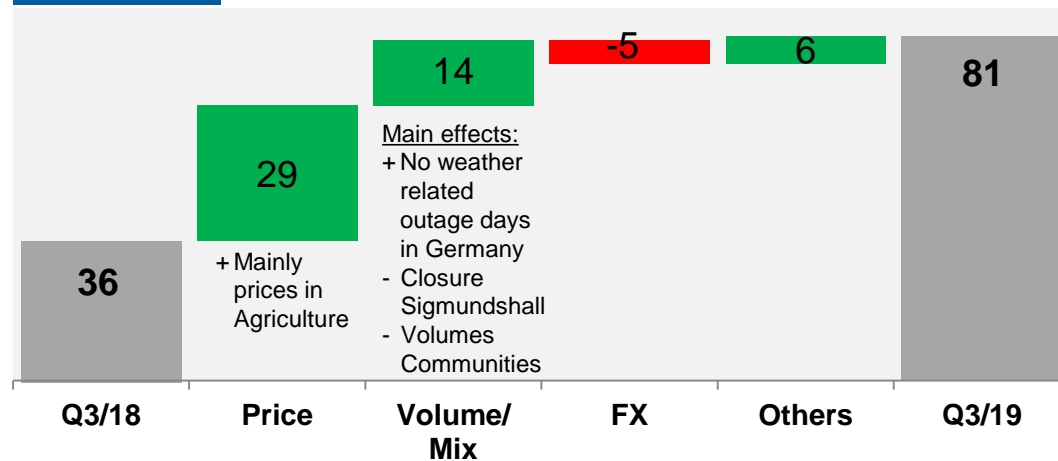 36
29
14
-5
6
81
+ Mainly
prices in
Agriculture
Main effects:
+ No weather
related
outage days
in Germany
- Closure
Sigmundshall
- Volumes
Communities
Q3/18
Price
Volume/
Mix
FX
Others
Q3/19